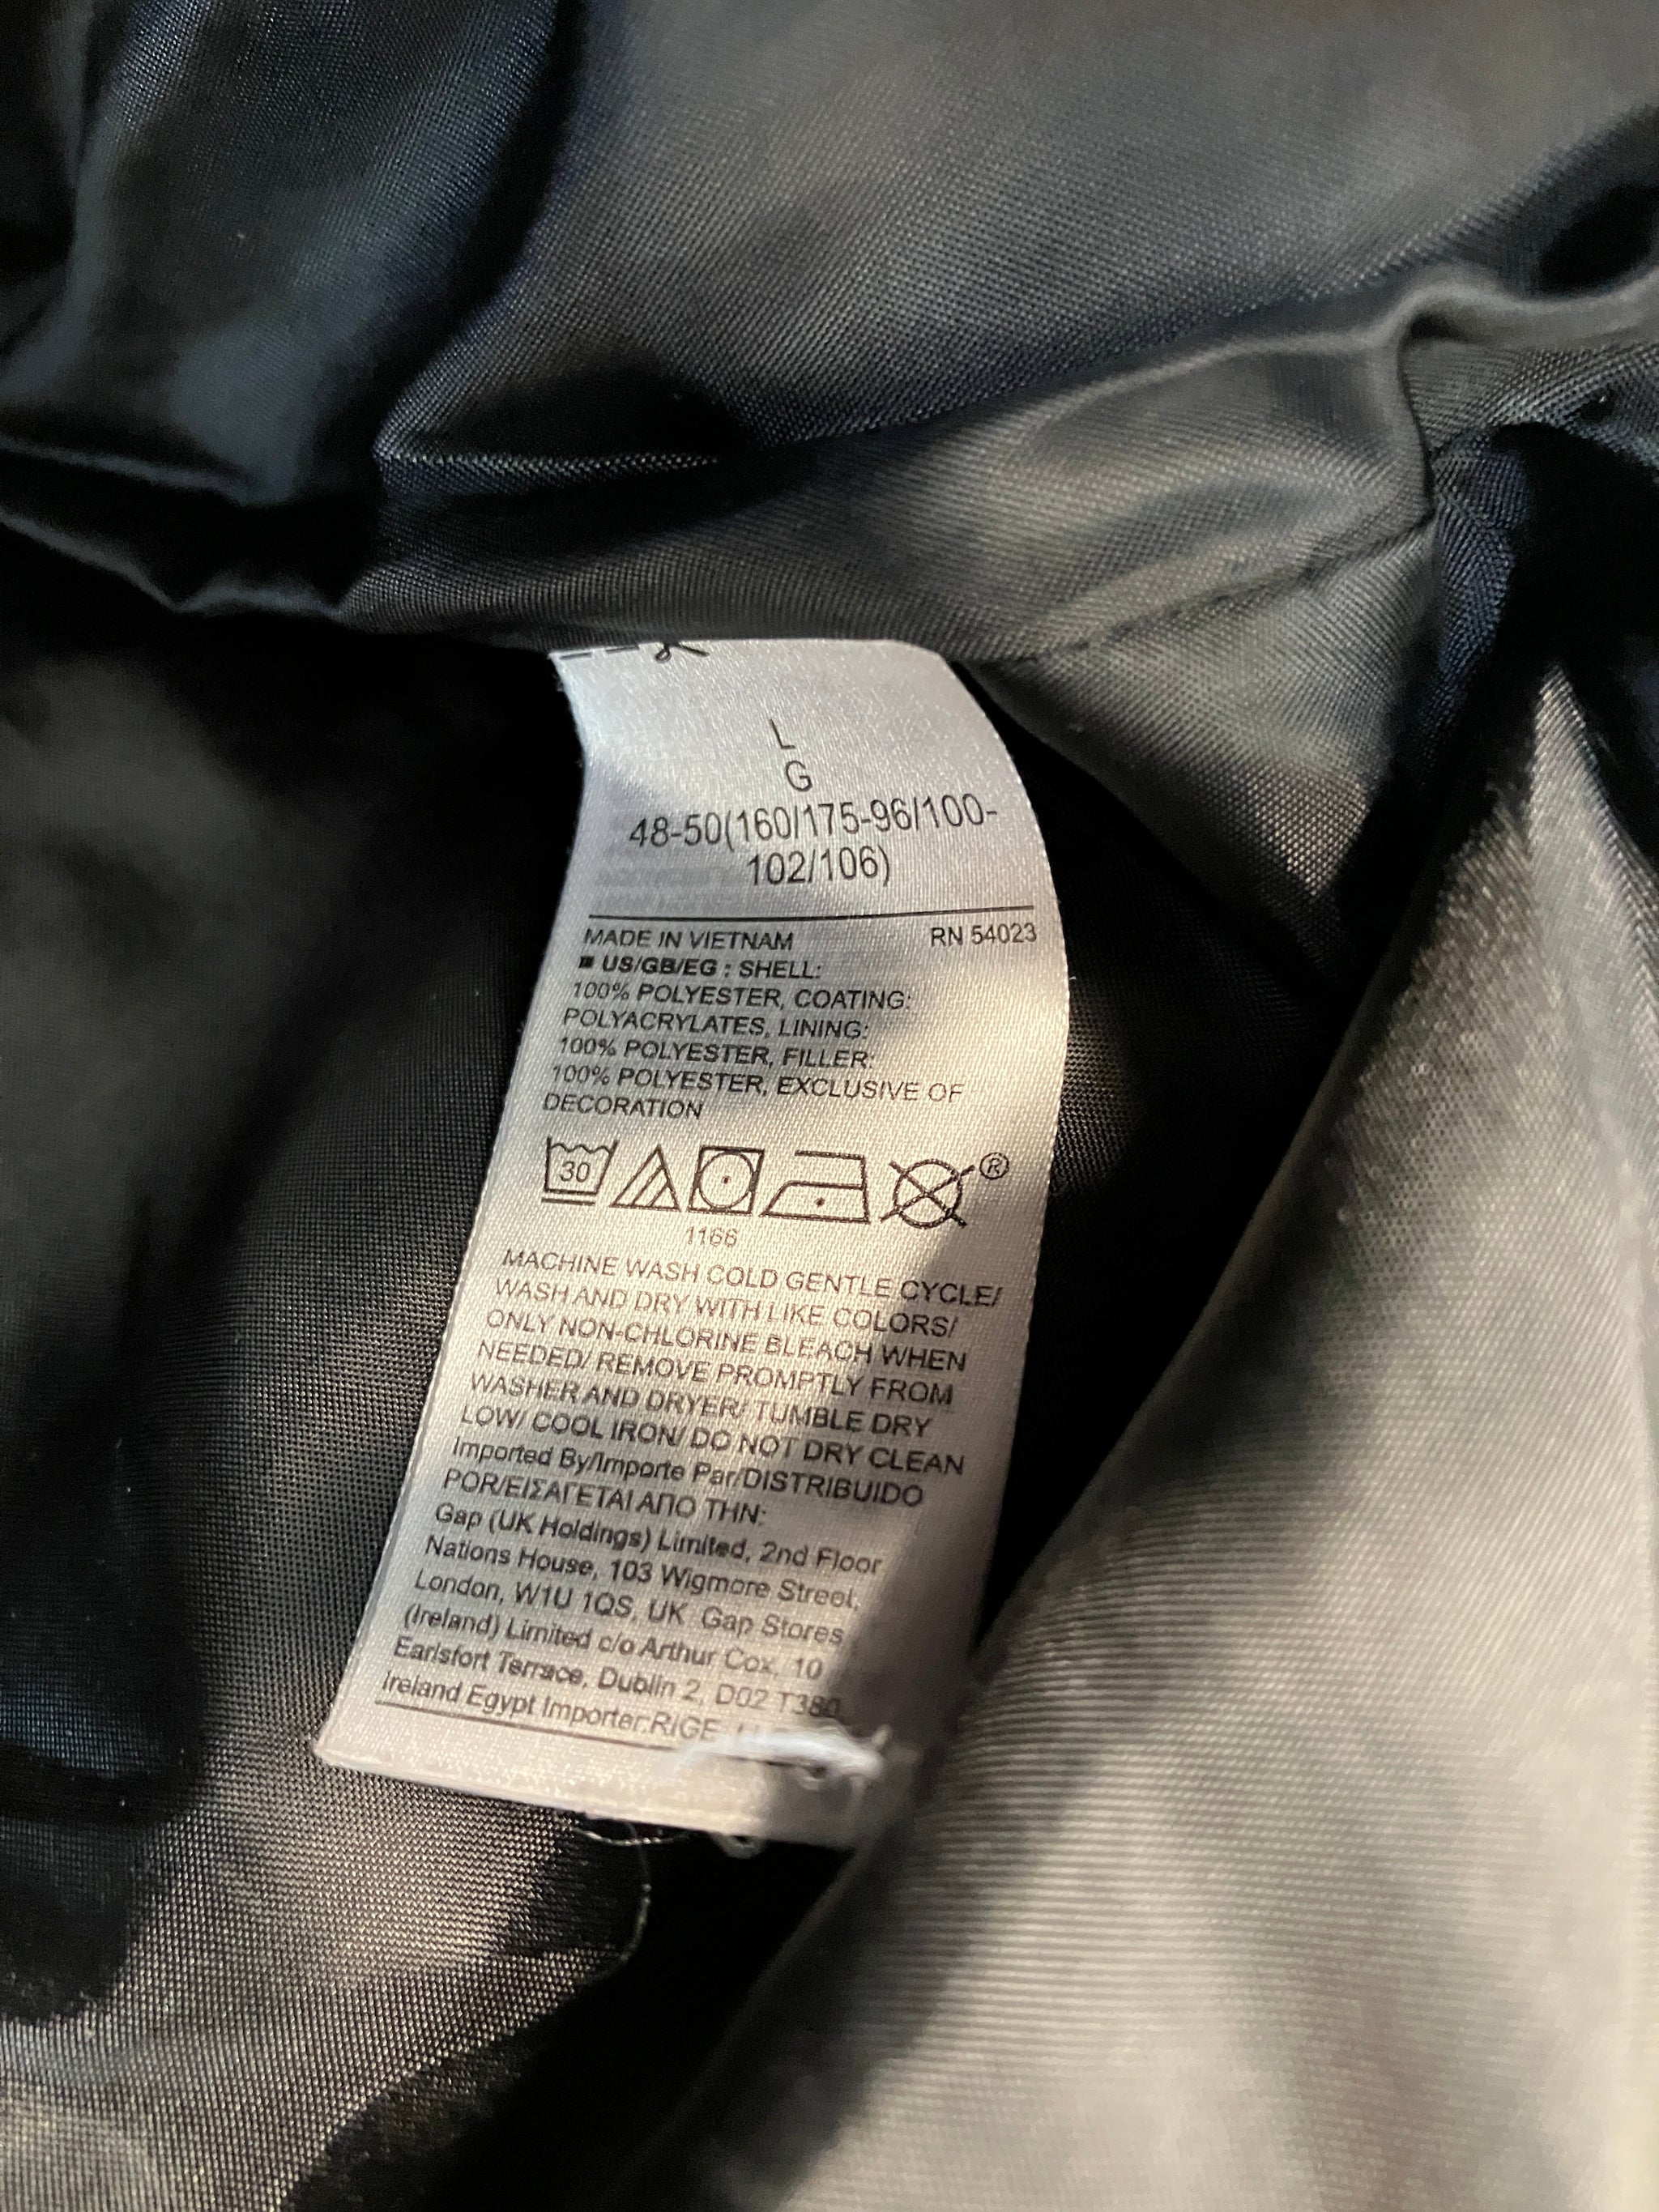 L
G
48-50(160/175-96/100-
102/106)
MADE IN VIETNAM RN 54023
US/GB/EG : SHELL:
100% POLYESTER, COATING:
POLYACRYLATES, LINING:
100% POLYESTER, FILLER:
100% POLYESTER, EXCLUSIVE OF
DECORATION
30 ®
1166
MACHINE WASH COLD GENTLE CYCLE/
WASH AND DRY WITH LIKE COLORS/
ONLY NON-CHLORINE BLEACH WHEN
NEEDED/ REMOVE PROMPTLY FROM
WASHER AND DRYER/ TUMBLE DRY
LOW/ COOL IRON/ DO NOT DRY CLEAN
Imported By/Importe Par/DISTRIBUIDO
POR/ΕΙΣΑΓΕΤΑΙ ΑΠΟ ΤΗΝ:
Gap (UK Holdings) Limited, 2nd Floor
Nations House, 103 Wigmore Street,
London, W1U 1QS, UK Gap Stores
(Ireland) Limited c/o Arthur Cox, 10
Earlsfort Terrace, Dublin 2, D02 T380,
Ireland Egypt Importer:RIGE